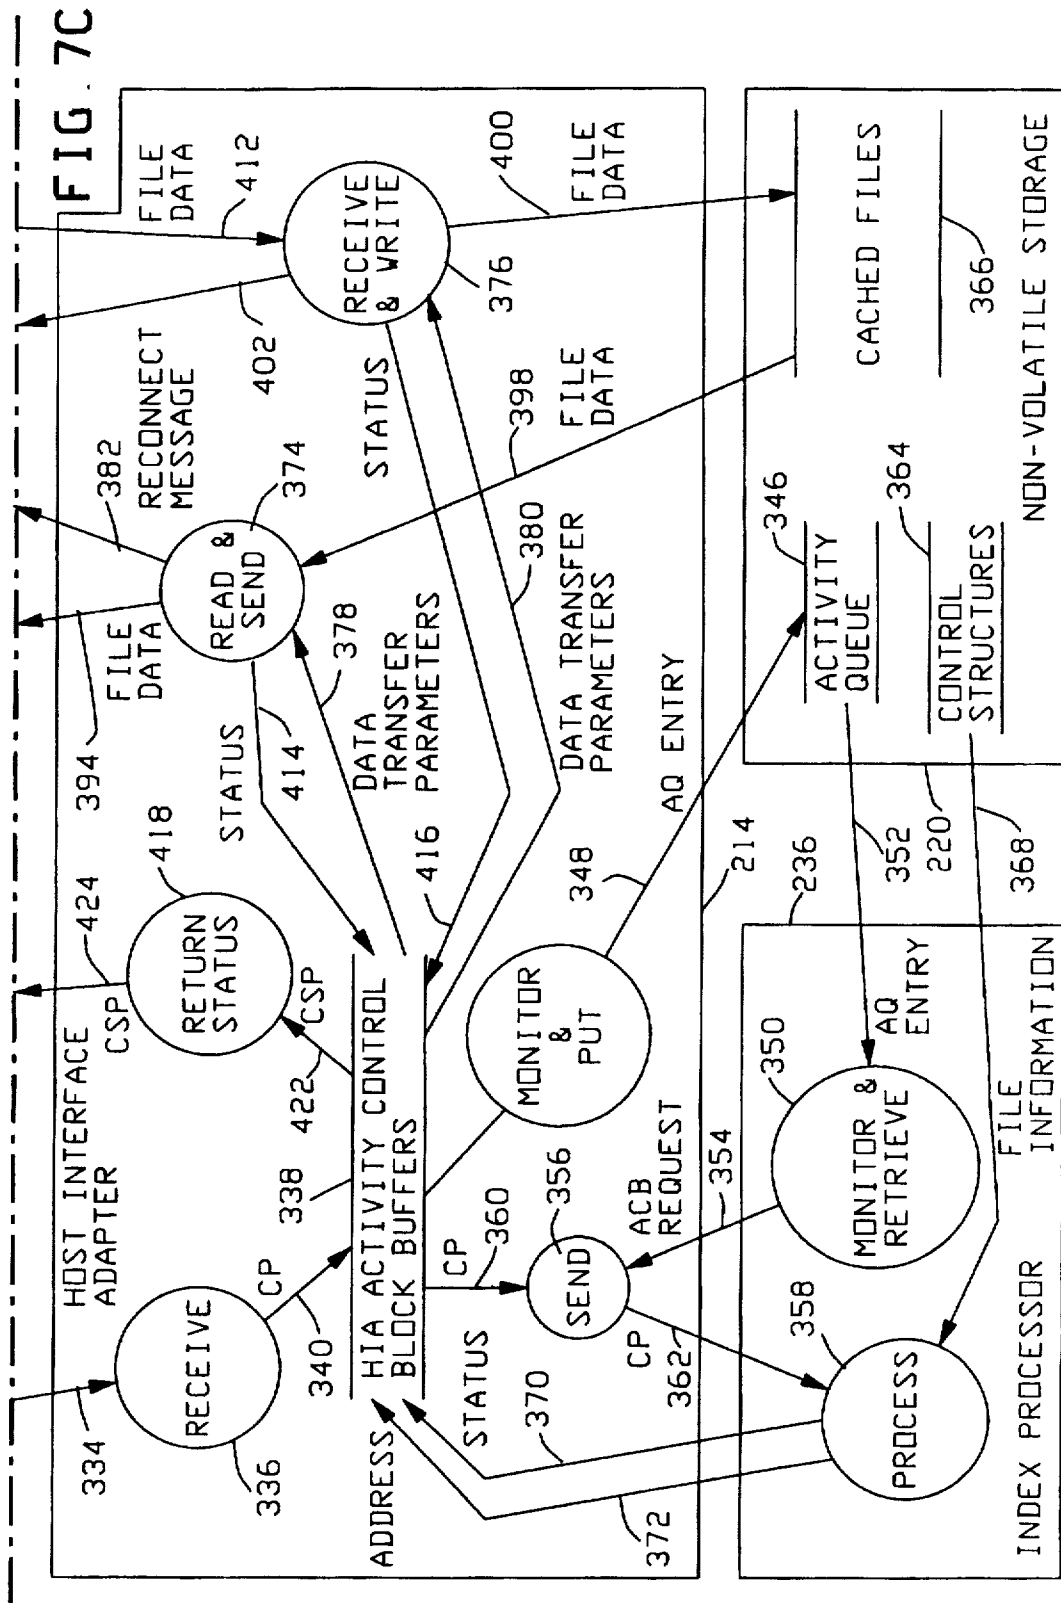 FIG. 7C
HOST INTERFACE
ADAPTER
334
RECEIVE
336
CP
340
338
HIA ACTIVITY CONTROL
BLOCK BUFFERS
CSP
424
RETURN
STATUS
418
CSP
422
STATUS
414
394
FILE
DATA
READ &
SEND
374
382
RECONNECT
MESSAGE
378
DATA
TRANSFER
PARAMETERS
402
FILE
DATA
412
RECEIVE
& WRITE
376
STATUS
416
380
DATA TRANSFER
PARAMETERS
398
FILE
DATA
400
FILE
DATA
ADDRESS
STATUS
370
372
CP
360
SEND
356
CP
362
ACB
REQUEST
354
MONITOR
&
PUT
348
AQ ENTRY
214
236
220
PROCESS
358
MONITOR &
RETRIEVE
350
AQ
ENTRY
352
FILE
INFORMATION
368
INDEX PROCESSOR
ACTIVITY
QUEUE
346
CONTROL
STRUCTURES
364
CACHED FILES
366
NON-VOLATILE STORAGE